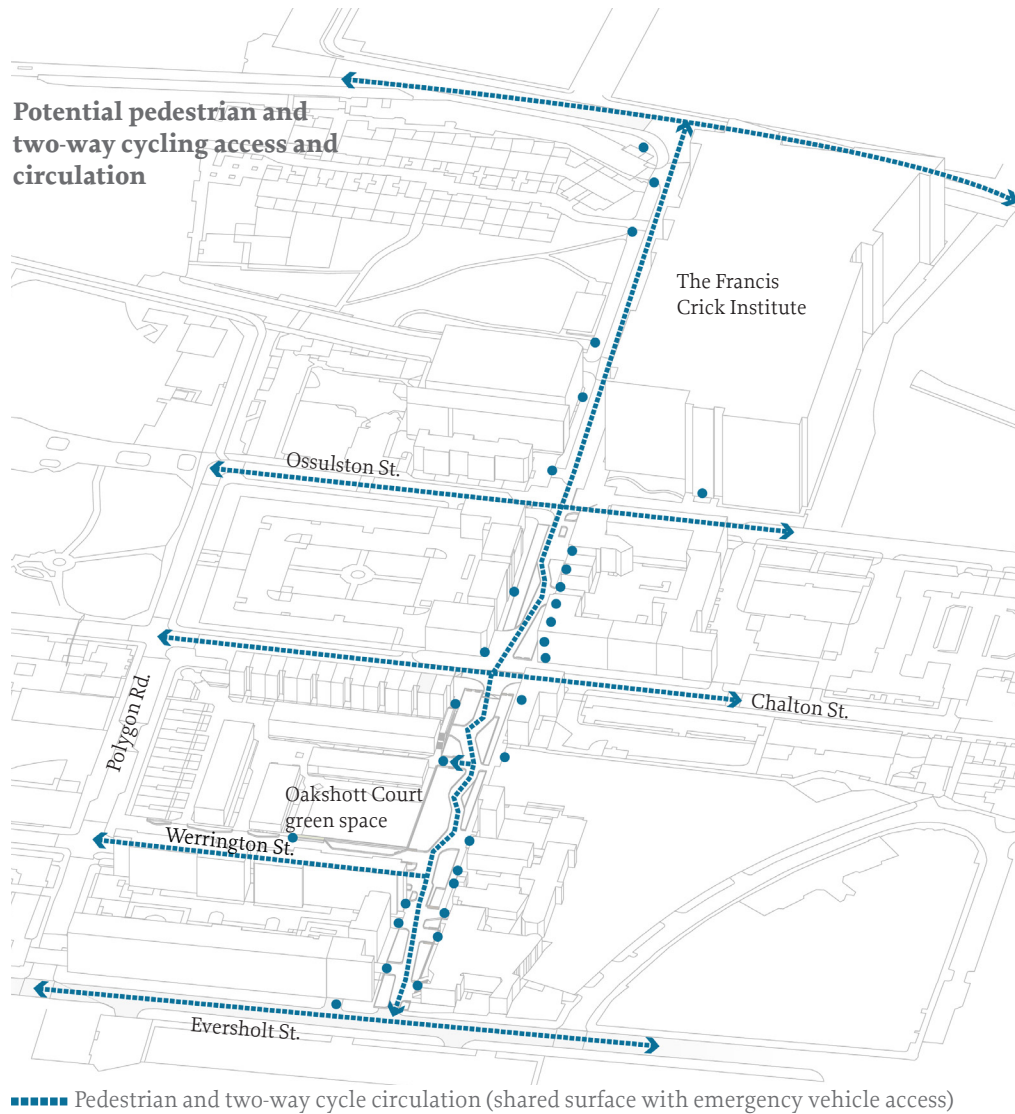 Potential pedestrian and
two-way cycling access and
circulation
The Francis
Crick Institute
Ossulston St.
Polygon Rd.
Chalton St.
Oakshott Court
green space
Werrington St.
Eversholt St.
Pedestrian and two-way cycle circulation (shared surface with emergency vehicle access)